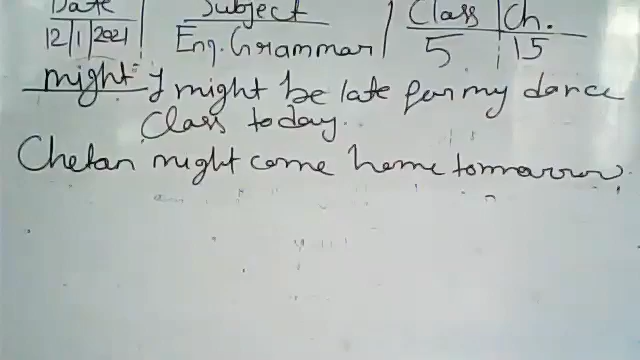 Date Subject Class Ch.
12/1/2021 Eng. Grammar 5 15
might I might be late for my dance
Class today.
Chetan might come home tomorrow.